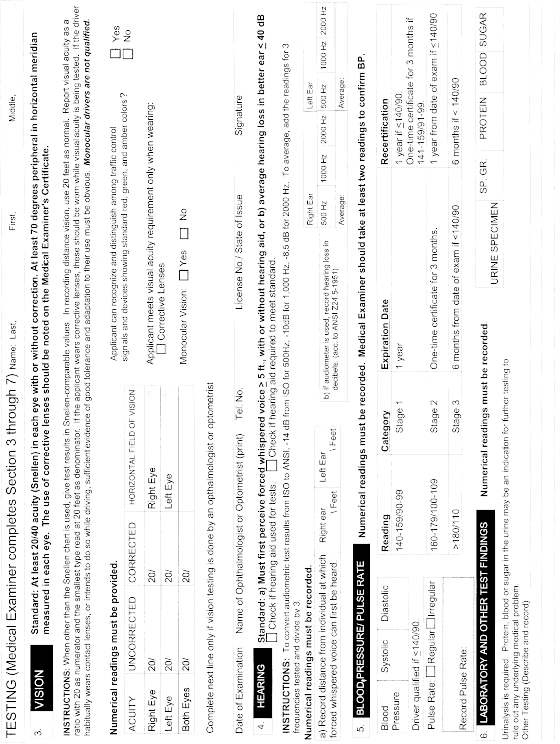 TESTING (Medical Examiner completes Section 3 through 7) Name: Last, First, Middle,
3. VISION
Standard: At least 20/40 acuity (Snellen) in each eye with or without correction. At least 70 degrees peripheral in horizontal meridian
measured in each eye. The use of corrective lenses should be noted on the Medical Examiner's Certificate.
INSTRUCTIONS: When other than the Snellen chart is used, give test results in Snellen-comparable values. In recording distance vision, use 20 feet as normal. Report visual acuity as a
ratio with 20 as numerator and the smallest type read at 20 feet as denominator. If the applicant wears corrective lenses, these should be worn while visual acuity is being tested. If the driver
habitually wears contact lenses, or intends to do so while driving, sufficient evidence of good tolerance and adaptation to their use must be obvious. Monocular drivers are not qualified.
Numerical readings must be provided.
ACUITY UNCORRECTED CORRECTED HORIZONTAL FIELD OF VISION
Right Eye 20/ 20/ Right Eye
Left Eye 20/ 20/ Left Eye
Both Eyes 20/ 20/
Applicant can recognize and distinguish among traffic control
signals and devices showing standard red, green, and amber colors ?
Yes
No
Applicant meets visual acuity requirement only when wearing:
Corrective Lenses
Monocular Vision: Yes No
Complete next line only if vision testing is done by an opthalmologist or optometrist
Date of Examination Name of Ophthalmologist or Optometrist (print) Tel. No. License No./ State of Issue Signature
4. HEARING
Standard: a) Must first perceive forced whispered voice ≥ 5 ft., with or without hearing aid, or b) average hearing loss in better ear ≤ 40 dB
Check if hearing aid used for tests. Check if hearing aid required to meet standard.
INSTRUCTIONS: To convert audiometric test results from ISO to ANSI, -14 dB from ISO for 500Hz, -10dB for 1,000 Hz, -8.5 dB for 2000 Hz. To average, add the readings for 3
frequencies tested and divide by 3.
Numerical readings must be recorded.
a) Record distance from individual at which
forced whispered voice can first be heard.
Right ear Left Ear
\ Feet \ Feet
b) If audiometer is used, record hearing loss in
decibels. (acc. to ANSI Z24.5-1951)
Right Ear Left Ear
500 Hz 1000 Hz 2000 Hz 500 Hz 1000 Hz 2000 Hz
Average: Average:
5. BLOOD PRESSURE/ PULSE RATE Numerical readings must be recorded. Medical Examiner should take at least two readings to confirm BP.
Blood
Pressure
Systolic Diastolic
Driver qualified if ≤140/90.
Pulse Rate: Regular Irregular
Record Pulse Rate:
Reading Category Expiration Date Recertification
140-159/90-99 Stage 1 1 year 1 year if ≤140/90.
One-time certificate for 3 months if
141-159/91-99.
160-179/100-109 Stage 2 One-time certificate for 3 months. 1 year from date of exam if ≤140/90
>180/110 Stage 3 6 months from date of exam if ≤140/90 6 months if < 140/90
6. LABORATORY AND OTHER TEST FINDINGS Numerical readings must be recorded.
Urinalysis is required. Protein, blood or sugar in the urine may be an indication for further testing to
rule out any underlying medical problem.
Other Testing (Describe and record)
URINE SPECIMEN SP. GR. PROTEIN BLOOD SUGAR